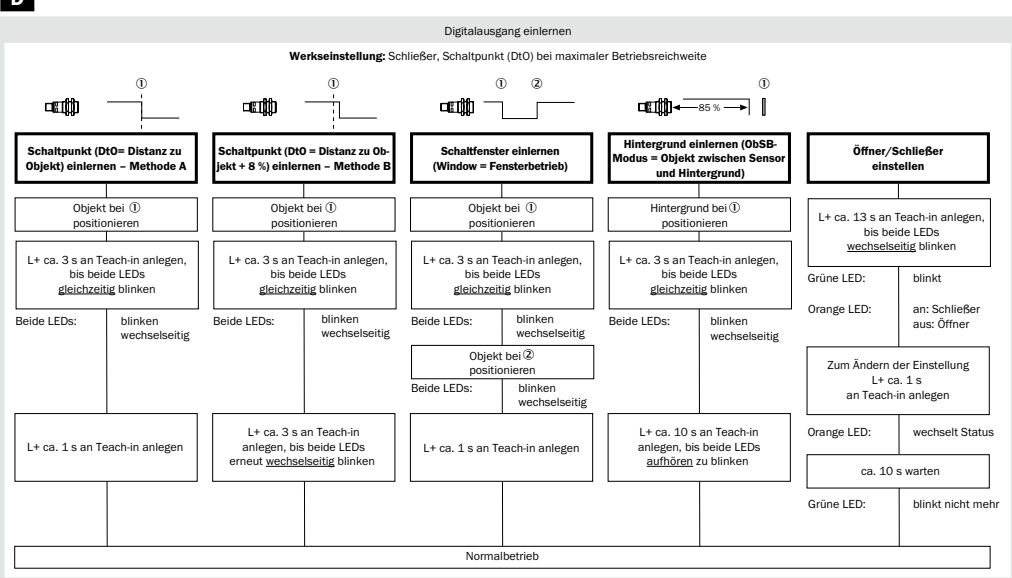 D
Digitalausgang einlernen
Werkseinstellung: Schließer, Schaltpunkt (DtO) bei maximaler Betriebsreichweite
①
①
① ②
85 %
①
Schaltpunkt (DtO= Distanz zu
Objekt) einlernen – Methode A
Objekt bei ①
positionieren
L+ ca. 3 s an Teach-in anlegen,
bis beide LEDs
gleichzeitig blinken
Beide LEDs: blinken
wechselseitig
L+ ca. 1 s an Teach-in anlegen
Schaltpunkt (DtO = Distanz zu Ob-
jekt + 8 %) einlernen – Methode B
Objekt bei ①
positionieren
L+ ca. 3 s an Teach-in anlegen,
bis beide LEDs
gleichzeitig blinken
Beide LEDs: blinken
wechselseitig
L+ ca. 3 s an Teach-in
anlegen, bis beide LEDs
erneut wechselseitig blinken
Schaltfenster einlernen
(Window = Fensterbetrieb)
Objekt bei ①
positionieren
L+ ca. 3 s an Teach-in anlegen,
bis beide LEDs
gleichzeitig blinken
Beide LEDs: blinken
wechselseitig
Objekt bei ②
positionieren
Beide LEDs: blinken
wechselseitig
L+ ca. 1 s an Teach-in anlegen
Hintergrund einlernen (ObSB-
Modus = Objekt zwischen Sensor
und Hintergrund)
Hintergrund bei ①
positionieren
L+ ca. 3 s an Teach-in anlegen,
bis beide LEDs
gleichzeitig blinken
Beide LEDs: blinken
wechselseitig
L+ ca. 10 s an Teach-in
anlegen, bis beide LEDs
aufhören zu blinken
Öffner/Schließer
einstellen
L+ ca. 13 s an Teach-in anlegen,
bis beide LEDs
wechselseitig blinken
Grüne LED: blinkt
Orange LED: an: Schließer
aus: Öffner
Zum Ändern der Einstellung
L+ ca. 1 s
an Teach-in anlegen
Orange LED: wechselt Status
ca. 10 s warten
Grüne LED: blinkt nicht mehr
Normalbetrieb